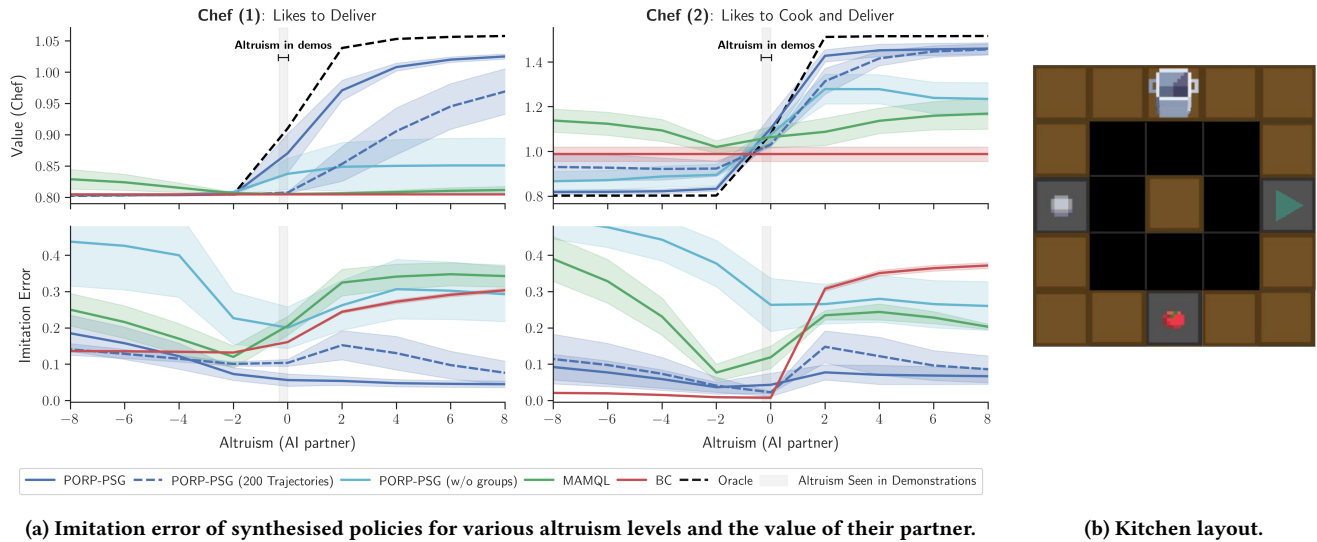 Chef (1): Likes to Deliver
Chef (2): Likes to Cook and Deliver
Value (Chef)
1.05
1.00
0.95
0.90
0.85
0.80
Altruism in demos
1.4
1.2
1.0
0.8
Altruism in demos
Imitation Error
0.4
0.3
0.2
0.1
0.0
−8 −6 −4 −2 0 2 4 6 8
Altruism (AI partner)
0.4
0.3
0.2
0.1
0.0
−8 −6 −4 −2 0 2 4 6 8
Altruism (AI partner)
PORP-PSG PORP-PSG (200 Trajectories) PORP-PSG (w/o groups) MAMQL BC Oracle Altruism Seen in Demonstrations
(a) Imitation error of synthesised policies for various altruism levels and the value of their partner.
(b) Kitchen layout.